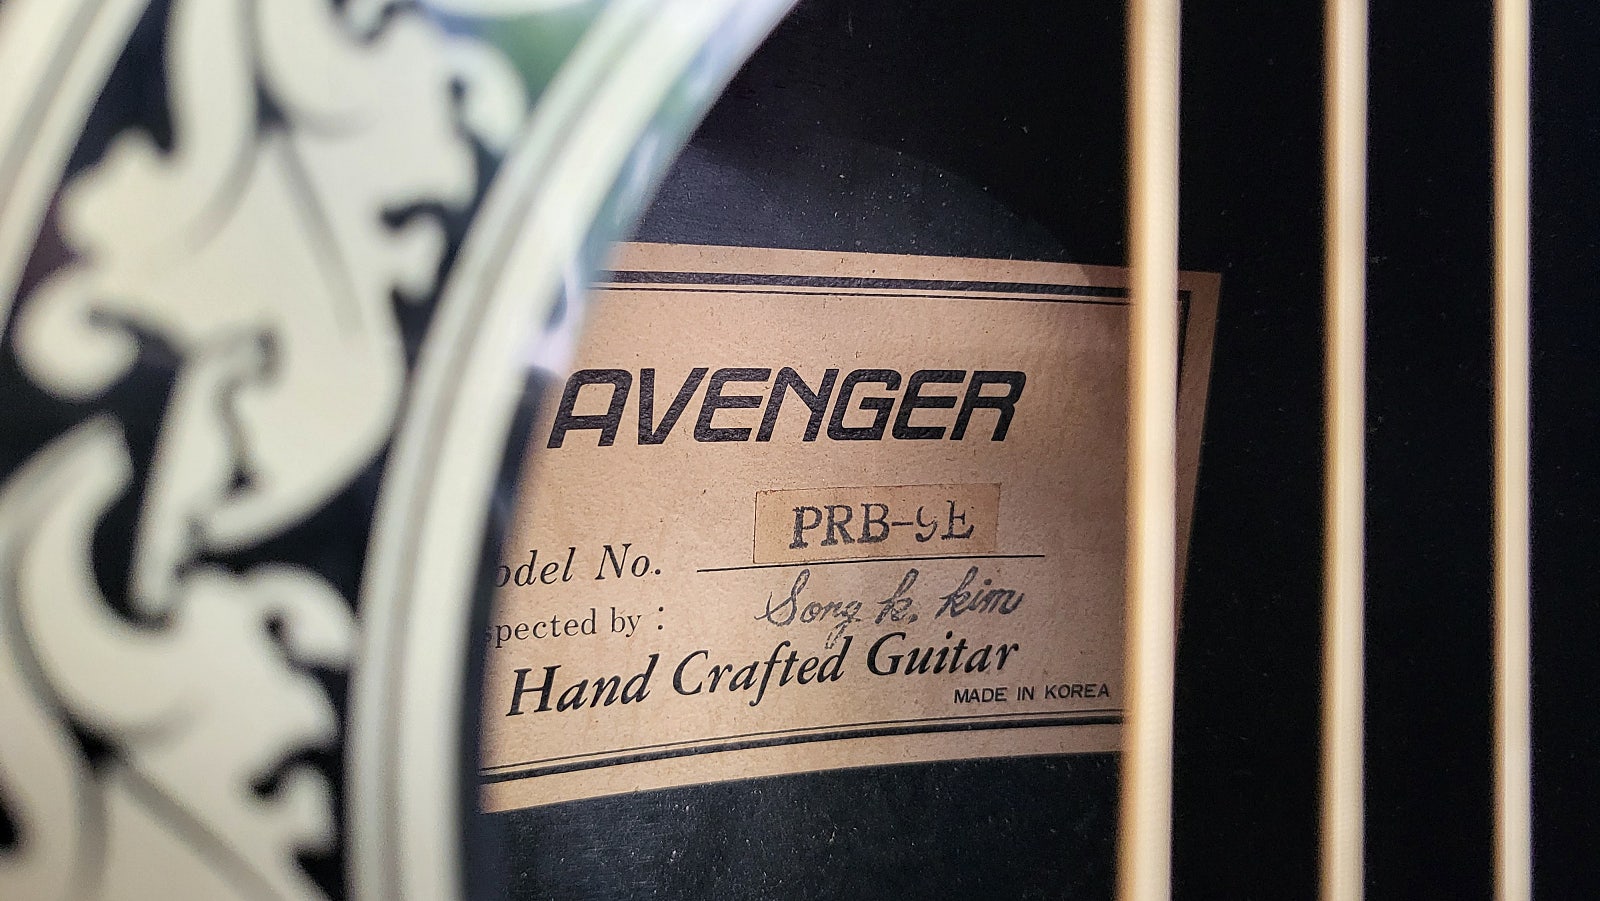 AVENGER
PRB-9E
odel No.
Song k. kim
spected by :
Hand Crafted Guitar
MADE IN KOREA